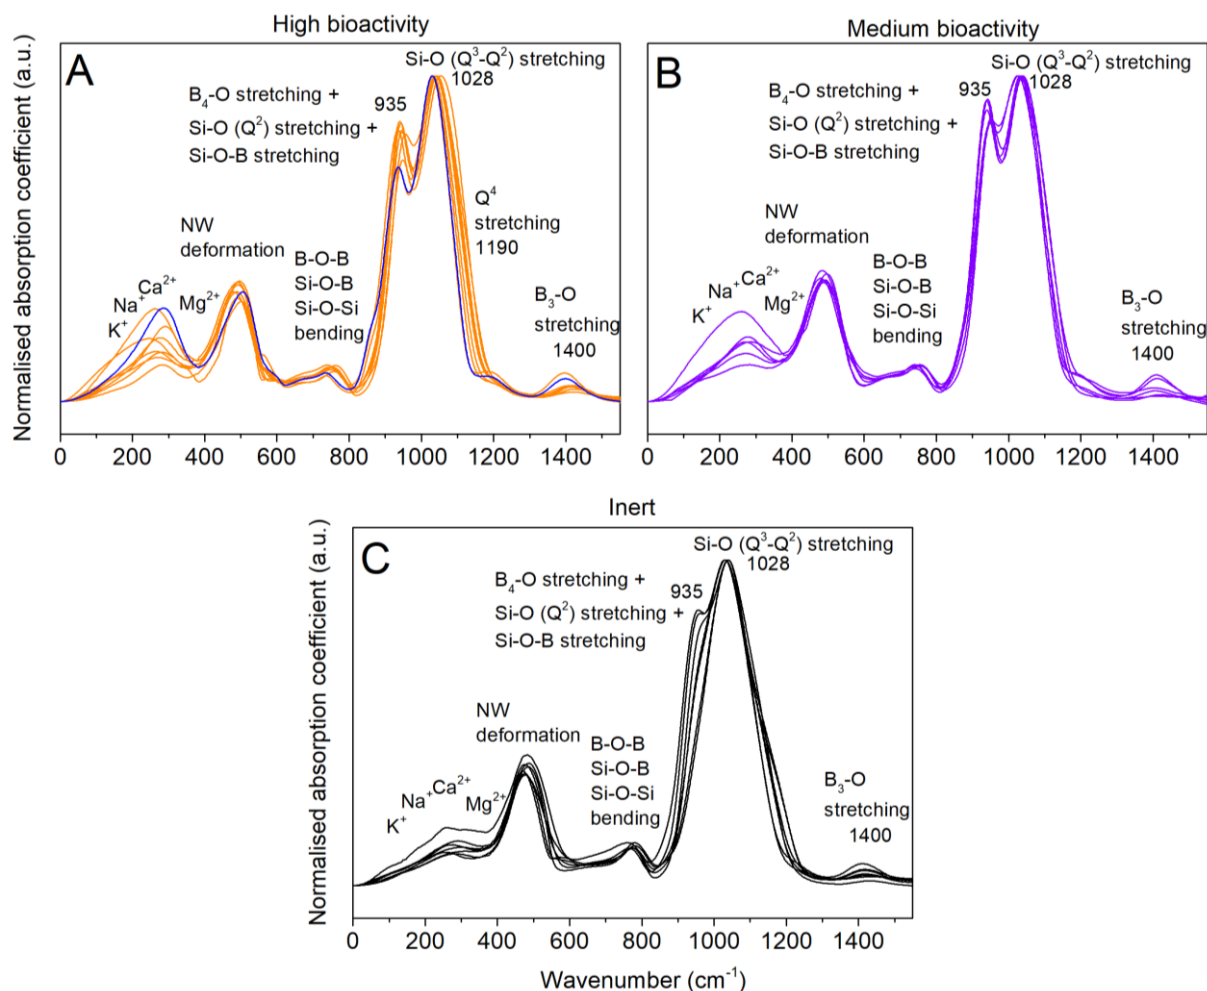 High bioactivity
A
Normalised absorption coefficient (a.u.)
Si-O (Q³-Q²) stretching
1028
B₄-O stretching +
Si-O (Q²) stretching +
Si-O-B stretching
935
Q⁴
stretching
1190
NW
deformation
B-O-B
Si-O-B
Si-O-Si
bending
K⁺
Na⁺
Ca²⁺
Mg²⁺
B₃-O
stretching
1400
0 200 400 600 800 1000 1200 1400
Medium bioactivity
B
Normalised absorption coefficient (a.u.)
Si-O (Q³-Q²) stretching
1028
B₄-O stretching +
Si-O (Q²) stretching +
Si-O-B stretching
935
NW
deformation
B-O-B
Si-O-B
Si-O-Si
bending
K⁺
Na⁺
Ca²⁺
Mg²⁺
B₃-O
stretching
1400
0 200 400 600 800 1000 1200 1400
Inert
C
Normalised absorption coefficient (a.u.)
Si-O (Q³-Q²) stretching
1028
B₄-O stretching +
Si-O (Q²) stretching +
Si-O-B stretching
935
NW
deformation
B-O-B
Si-O-B
Si-O-Si
bending
K⁺
Na⁺
Ca²⁺
Mg²⁺
B₃-O
stretching
1400
0 200 400 600 800 1000 1200 1400
Wavenumber (cm⁻¹)